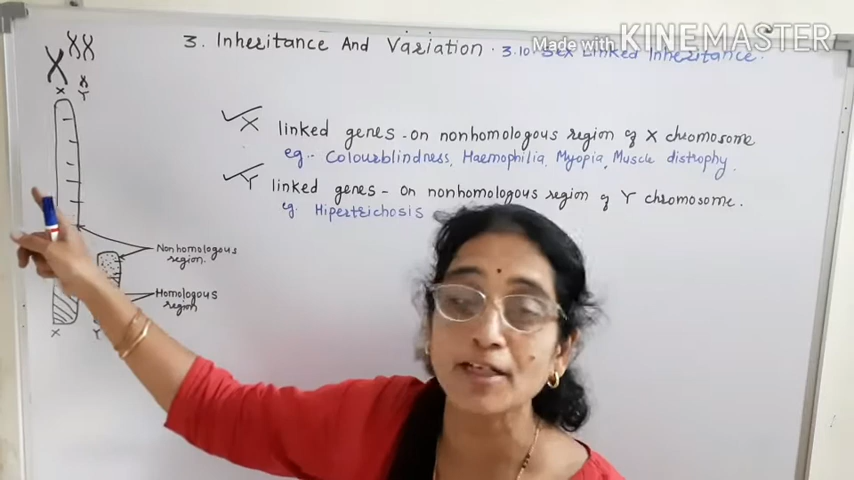 Made with KINEMASTER
3. Inheritance And Variation. 3.10 Sex Linked Inheritance.
X
Y
X linked genes - on nonhomologous region of X chromosome
eg.- Colourblindness, Haemophilia, Myopia, Muscle distrophy.
Y linked genes - on nonhomologous region of Y chromosome.
eg. Hipertrichosis
Nonhomologous
region.
Homologous
region
X
Y